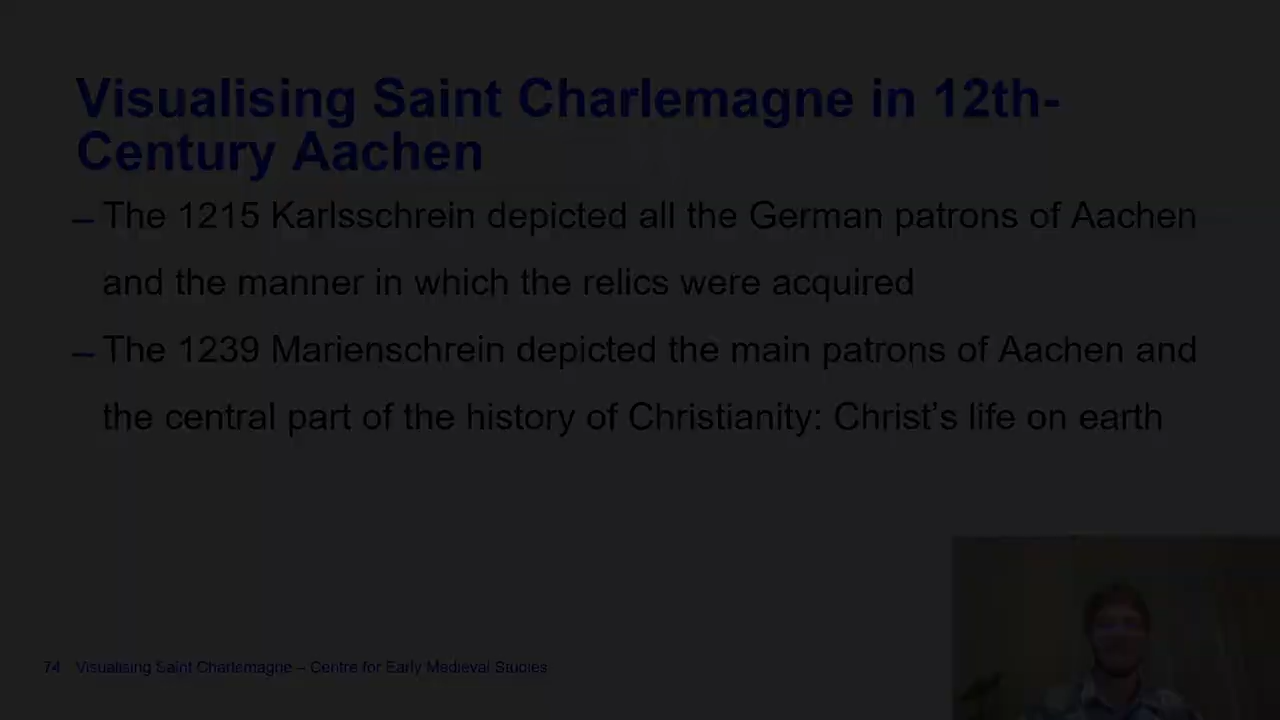 Visualising Saint Charlemagne in 12th-
Century Aachen
– The 1215 Karlsschrein depicted all the German patrons of Aachen
and the manner in which the relics were acquired
– The 1239 Marienschrein depicted the main patrons of Aachen and
the central part of the history of Christianity: Christ’s life on earth
74 Visualising Saint Charlemagne – Centre for Early Medieval Studies